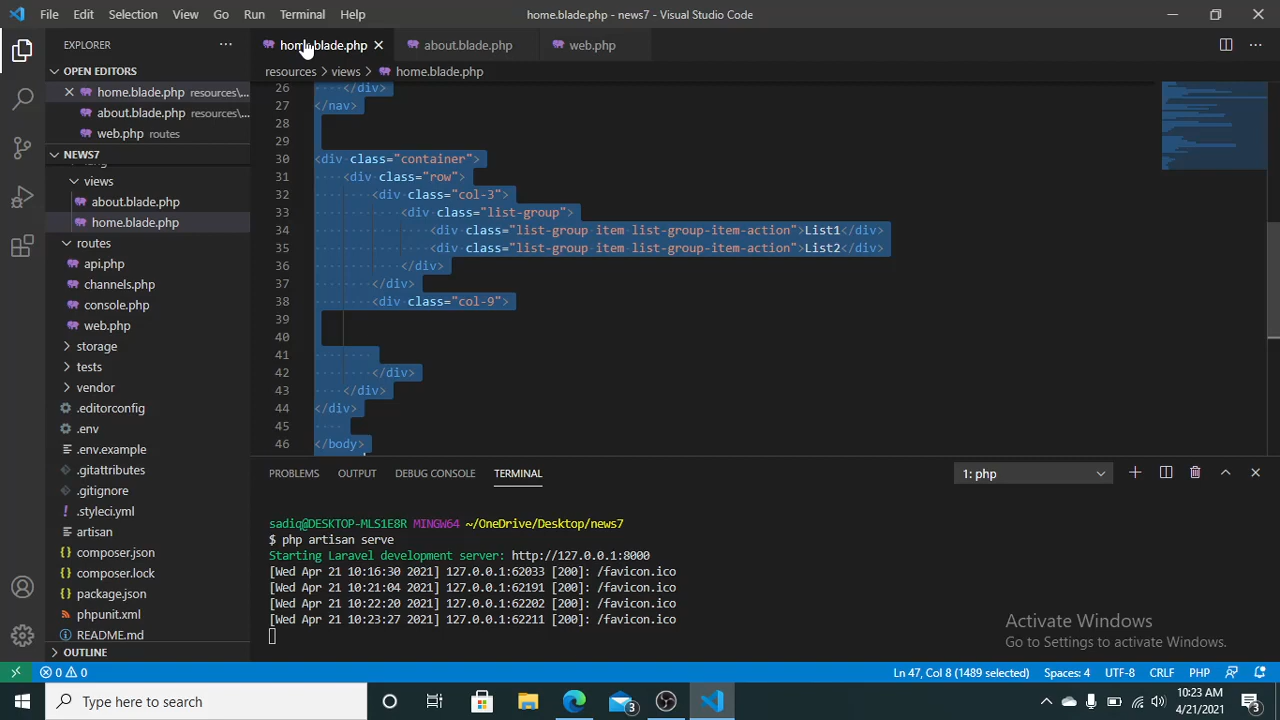 File Edit Selection View Go Run Terminal Help
home.blade.php - news7 - Visual Studio Code
EXPLORER
home.blade.php
about.blade.php
web.php
OPEN EDITORS
resources > views > home.blade.php
home.blade.php resources\...
about.blade.php resources\...
web.php routes
NEWS7
views
about.blade.php
home.blade.php
routes
api.php
channels.php
console.php
web.php
storage
tests
vendor
.editorconfig
.env
.env.example
.gitattributes
.gitignore
.styleci.yml
artisan
composer.json
composer.lock
package.json
phpunit.xml
README.md
OUTLINE
26 </div>
27 </nav>
28
29
30 <div class="container">
31 <div class="row">
32 <div class="col-3">
33 <div class="list-group">
34 <div class="list-group item list-group-item-action">List1</div>
35 <div class="list-group item list-group-item-action">List2</div>
36 </div>
37 </div>
38 <div class="col-9">
39
40
41
42 </div>
43 </div>
44 </div>
45
46 </body>
PROBLEMS OUTPUT DEBUG CONSOLE TERMINAL
1: php
sadiq@DESKTOP-MLS1E8R MINGW64 ~/OneDrive/Desktop/news7
$ php artisan serve
Starting Laravel development server: http://127.0.0.1:8000
[Wed Apr 21 10:16:30 2021] 127.0.0.1:62033 [200]: /favicon.ico
[Wed Apr 21 10:21:04 2021] 127.0.0.1:62191 [200]: /favicon.ico
[Wed Apr 21 10:22:20 2021] 127.0.0.1:62202 [200]: /favicon.ico
[Wed Apr 21 10:23:27 2021] 127.0.0.1:62211 [200]: /favicon.ico
Activate Windows
Go to Settings to activate Windows.
0 0
Ln 47, Col 8 (1489 selected) Spaces: 4 UTF-8 CRLF PHP
Type here to search
3
10:23 AM
4/21/2021
3